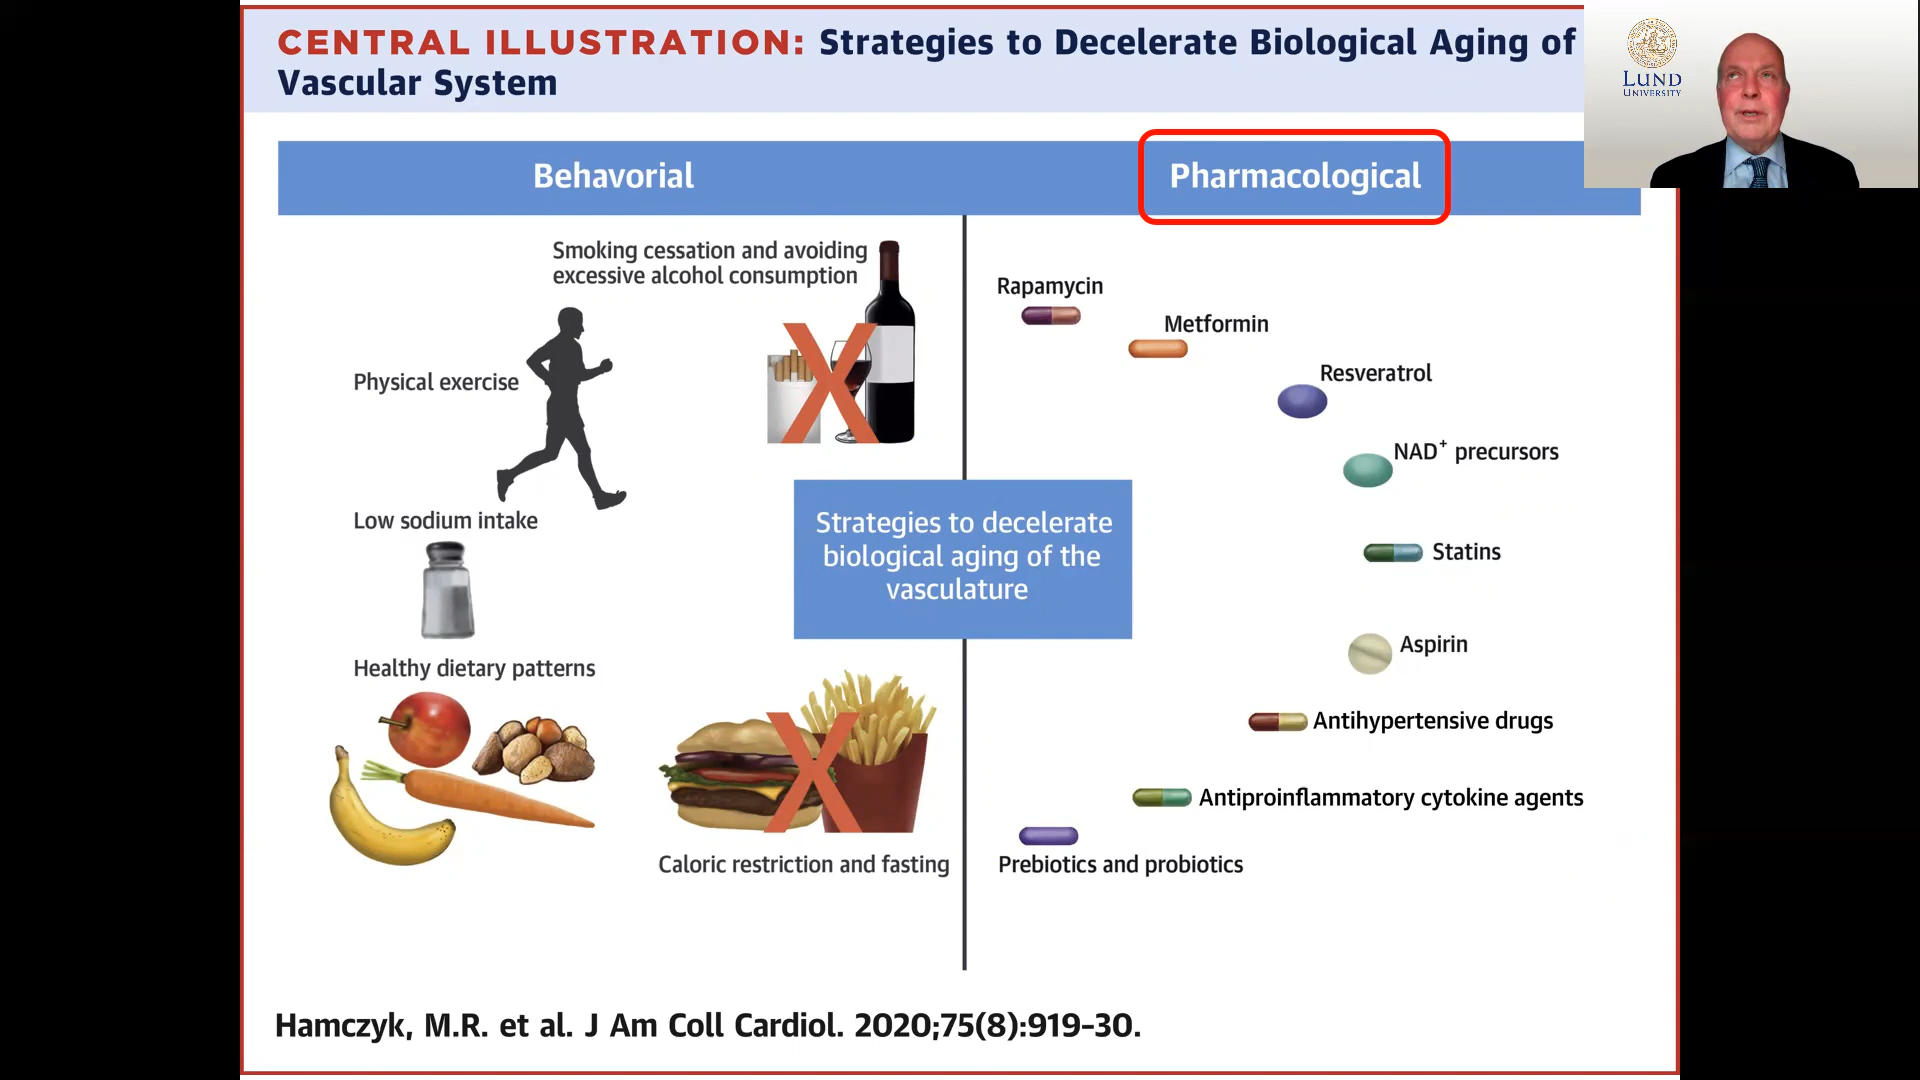 CENTRAL ILLUSTRATION: Strategies to Decelerate Biological Aging of
Vascular System
LUND
UNIVERSITY
Behavorial
Pharmacological
Smoking cessation and avoiding
excessive alcohol consumption
Physical exercise
Low sodium intake
Healthy dietary patterns
Caloric restriction and fasting
Strategies to decelerate
biological aging of the
vasculature
Rapamycin
Metformin
Resveratrol
NAD+ precursors
Statins
Aspirin
Antihypertensive drugs
Antiproinflammatory cytokine agents
Prebiotics and probiotics
Hamczyk, M.R. et al. J Am Coll Cardiol. 2020;75(8):919-30.